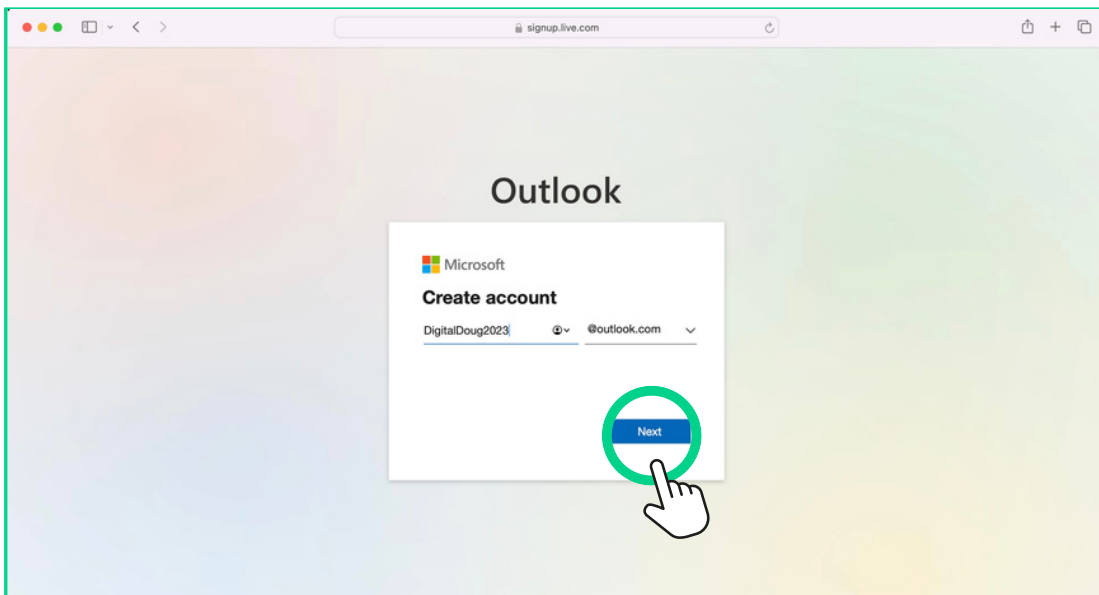 signup.live.com
Outlook
Microsoft
Create account
DigitalDoug2023 @outlook.com
Next